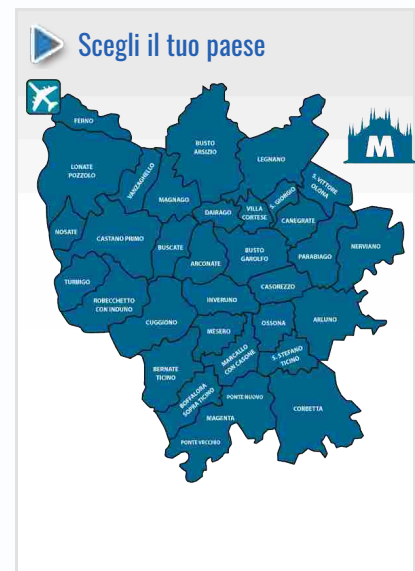 Scegli il tuo paese
FERNO
BUSTO
ARSIZIO
LEGNANO
M
LONATE
POZZOLO
VANZAGHELLO
MAGNAGO
DAIRAGO
VILLA
CORTESE
S. GIORGIO
S. VITTORE
OLONA
CANEGRATE
NOSATE
CASTANO PRIMO
BUSCATE
ARCONATE
BUSTO
GAROLFO
PARABIAGO
NERVIANO
TURBIGO
ROBECCHETTO
CON INDUNO
CUGGIONO
INVERUNO
CASOREZZO
MESERO
OSSONA
ARLUNO
BERNATE
TICINO
MARCALLO
CON CASONE
S. STEFANO
TICINO
BOFFALORA
SOPRA TICINO
PONTE NUOVO
MAGENTA
CORBETTA
PONTE VECCHIO